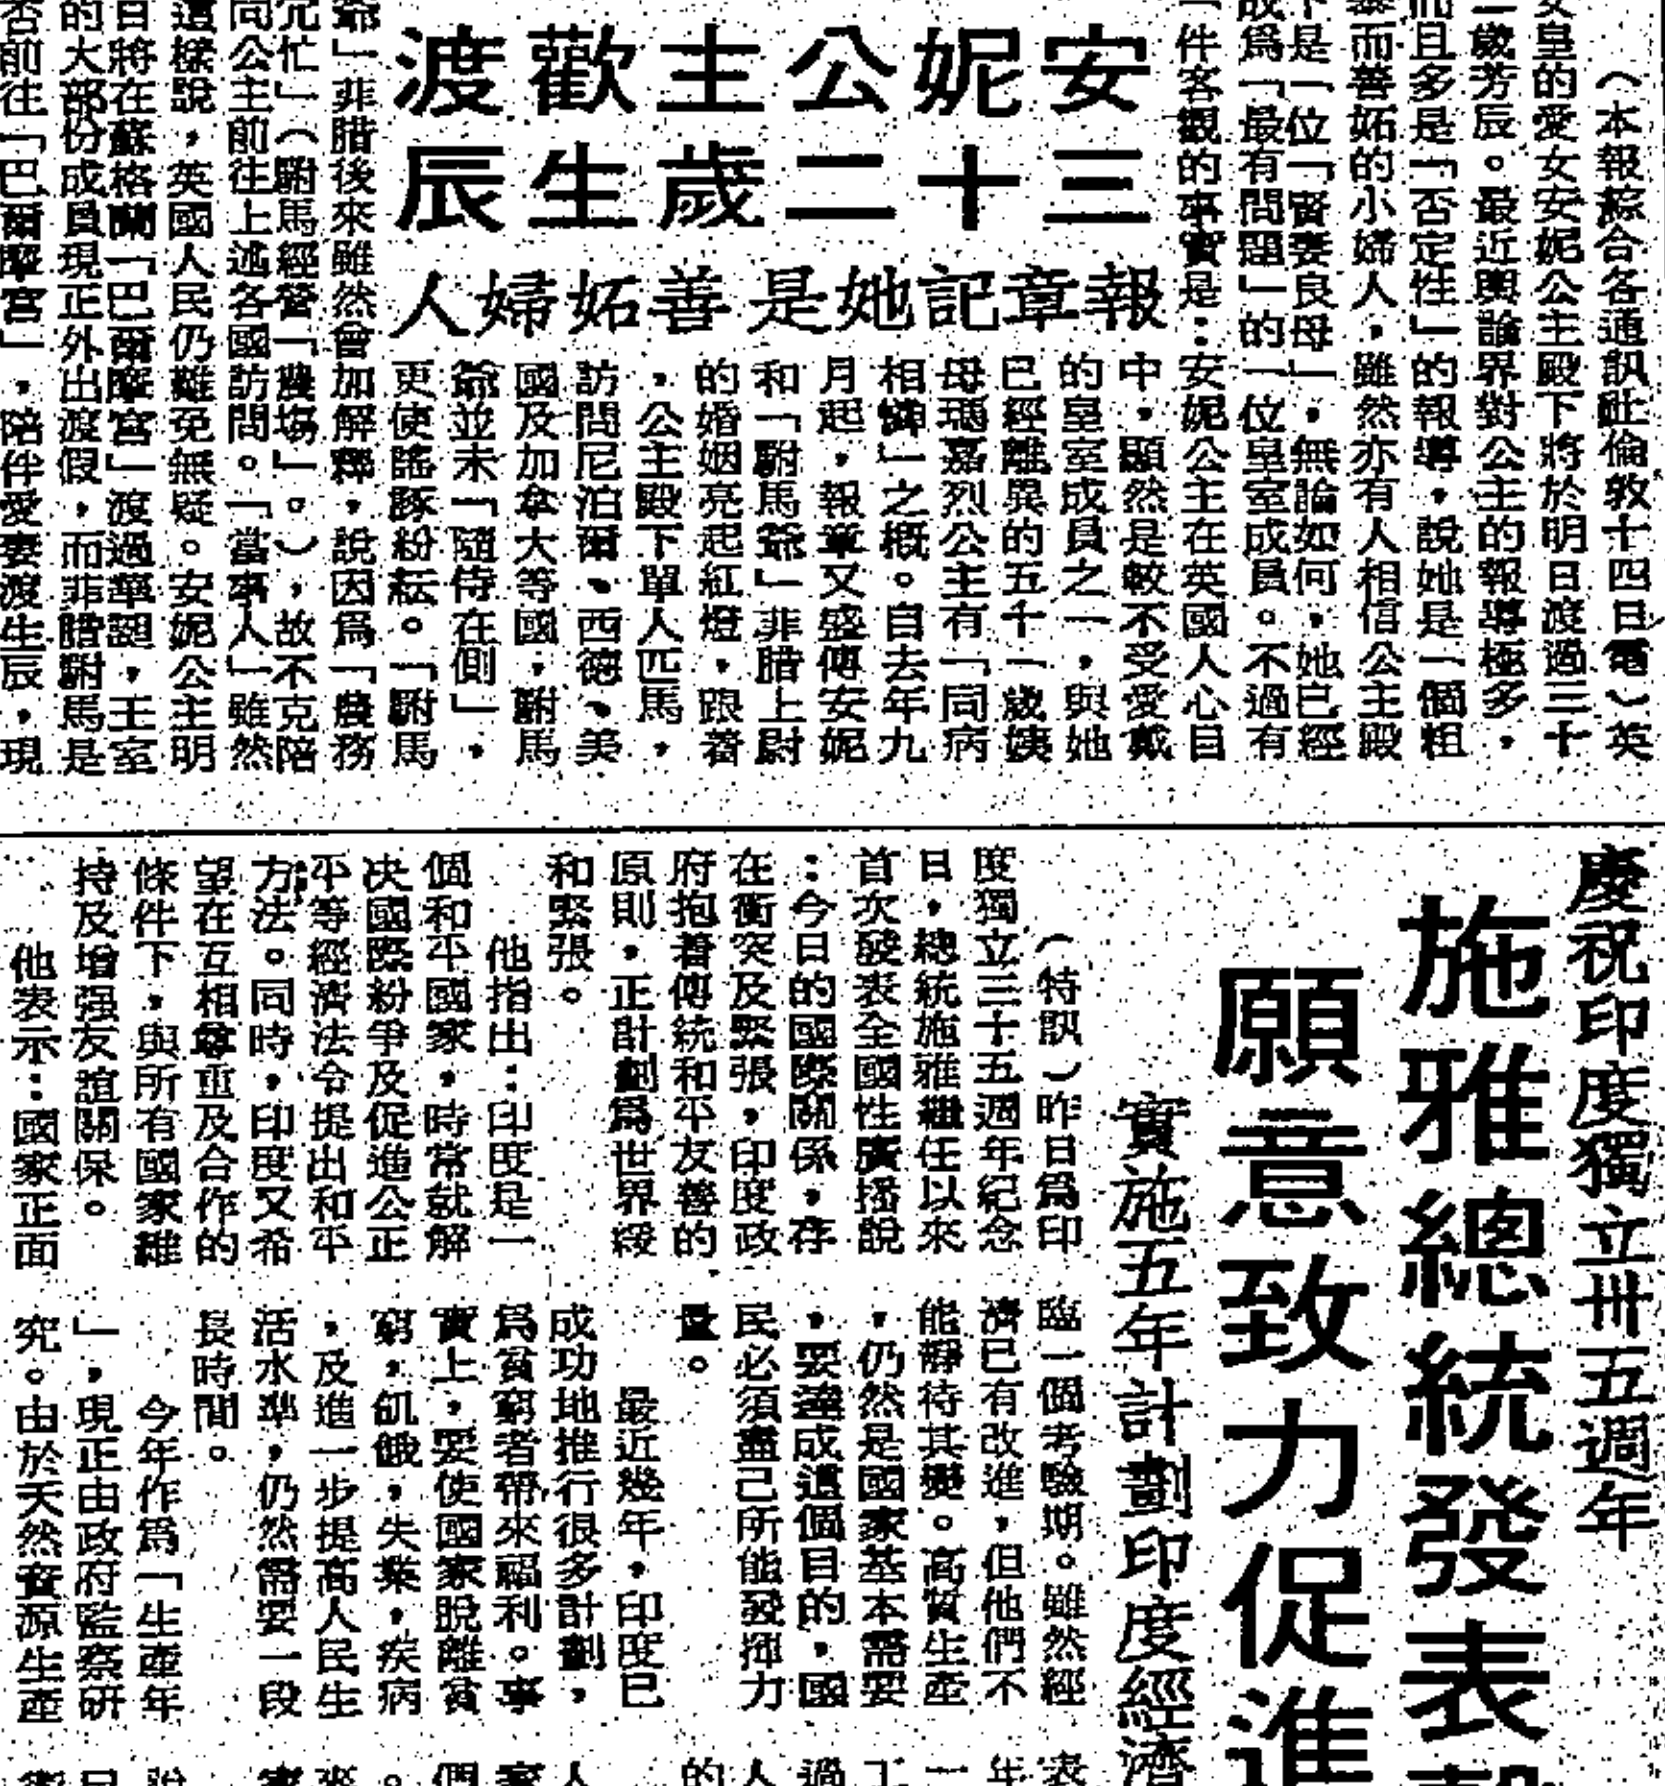 安妮公主歡渡
三十二歲生辰
報章記她是善妬婦人
（本報綜合各通訊社倫敦十四日電）英
女皇的愛女安妮公主殿下將於明日渡過三十
二歲芳辰。最近輿論界對公主的報導極多，
而且多是「否定性」的報導，說她是「個粗
暴而善妬的小婦人，雖然亦有人相信公主殿
下是一位「賢妻良母」，無論如何，她已經
成爲「最有問題」的一位皇室成員。不過有
一件客觀的事實是：安妮公主在英國人心目
中，顯然是較不受愛戴
的皇室成員之一，與她
已經離異的五十一歲姨
母瑪嘉烈公主有「同病
相憐」之概。自去年九
月起，報章又盛傳安妮
和「駙馬爺」非腊上尉
的婚姻亮起紅燈，跟着
，公主殿下單人匹馬，
訪問尼泊爾、西德、美
國及加拿大等國，駙馬
爺並未「隨侍在側」，
更使謠諑紛紜。「駙馬
爺」非腊後來雖然曾加解釋，說因爲「農務
冗忙」（駙馬經營「農場」。），故不克陪
同公主前往上述各國訪問。「當事人」雖然
這樣說，英國人民仍難免無疑。安妮公主明
日將在蘇格蘭「巴爾摩宮」渡過華誕，王室
的大部份成員現正外出渡假，而非腊駙馬是
否前往「巴爾摩宮」，陪伴愛妻渡生辰，現
慶祝印度獨立卅五週年
施雅總統發表
願意致力促進
實施五年計劃印度經濟
（特訊）昨日爲印
度獨立三十五週年紀念
日，總統施雅繼任以來
首次發表全國性廣播說
：今日的國際關係，存
在衝突及緊張，印度政
府抱着傳統和平友善的
原則，正計劃爲世界緩
和緊張。
他指出：印度是一
個和平國家，時常就解
决國際紛爭及促進公正
平等經濟法令提出和平
方法。同時，印度又希
望在互相尊重及合作的
條件下，與所有國家維
持及增强友誼關係。
他表示：國家正面
臨一個考驗期。雖然經
濟已有改進，但他們不
能靜待其變。高質生產
，仍然是國家基本需要
，要達成這個目的，國
民必須盡己所能發揮力
量。
最近幾年，印度已
成功地推行很多計劃，
爲貧窮者帶來福利。事
實上，要使國家脫離貧
窮，飢餓，失業，疾病
，及進一步提高人民生
活水準，仍然需要一段
長時間。
今年作爲「生產年
」，現正由政府監察研
究。由於天然資源生產